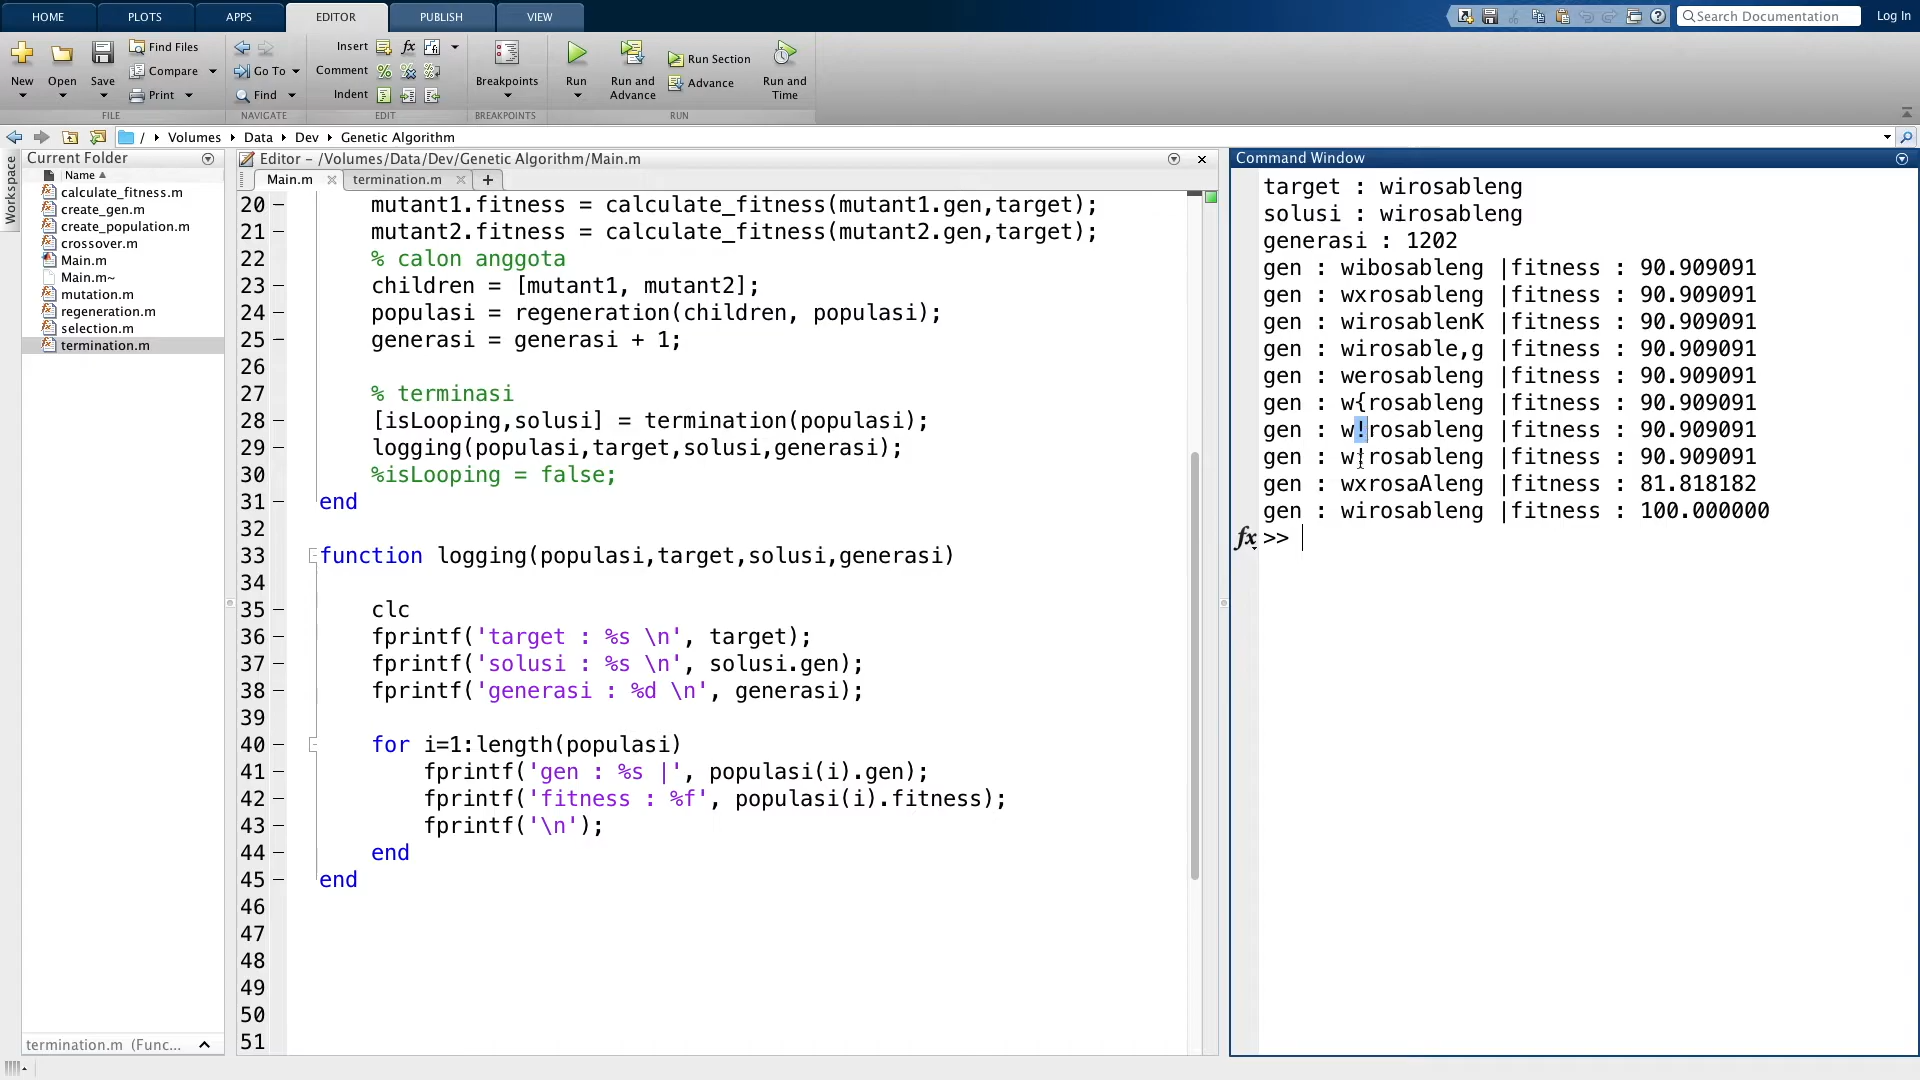 HOME PLOTS APPS EDITOR PUBLISH VIEW Search Documentation Log In
New Open Save Find Files Compare Print Go To Find Insert fx Comment Indent Breakpoints Run Run and Advance Run Section Advance Run and Time
FILE NAVIGATE EDIT BREAKPOINTS RUN
/ Volumes Data Dev Genetic Algorithm
Workspace
Current Folder
Name
calculate_fitness.m
create_gen.m
create_population.m
crossover.m
Main.m
Main.m~
mutation.m
regeneration.m
selection.m
termination.m
termination.m (Func...
Editor – /Volumes/Data/Dev/Genetic Algorithm/Main.m
Main.m termination.m +
20 – mutant1.fitness = calculate_fitness(mutant1.gen,target);
21 – mutant2.fitness = calculate_fitness(mutant2.gen,target);
22 % calon anggota
23 – children = [mutant1, mutant2];
24 – populasi = regeneration(children, populasi);
25 – generasi = generasi + 1;
26
27 % terminasi
28 – [isLooping,solusi] = termination(populasi);
29 – logging(populasi,target,solusi,generasi);
30 %isLooping = false;
31 – end
32
33 function logging(populasi,target,solusi,generasi)
34
35 – clc
36 – fprintf('target : %s \n', target);
37 – fprintf('solusi : %s \n', solusi.gen);
38 – fprintf('generasi : %d \n', generasi);
39
40 – for i=1:length(populasi)
41 – fprintf('gen : %s |', populasi(i).gen);
42 – fprintf('fitness : %f', populasi(i).fitness);
43 – fprintf('\n');
44 – end
45 – end
46
47
48
49
50
51
Command Window
target : wirosableng
solusi : wirosableng
generasi : 1202
gen : wibosableng |fitness : 90.909091
gen : wxrosableng |fitness : 90.909091
gen : wirosablenK |fitness : 90.909091
gen : wirosable,g |fitness : 90.909091
gen : werosableng |fitness : 90.909091
gen : w{rosableng |fitness : 90.909091
gen : w!rosableng |fitness : 90.909091
gen : w!rosableng |fitness : 90.909091
gen : wxrosaAleng |fitness : 81.818182
gen : wirosableng |fitness : 100.000000
fx >>